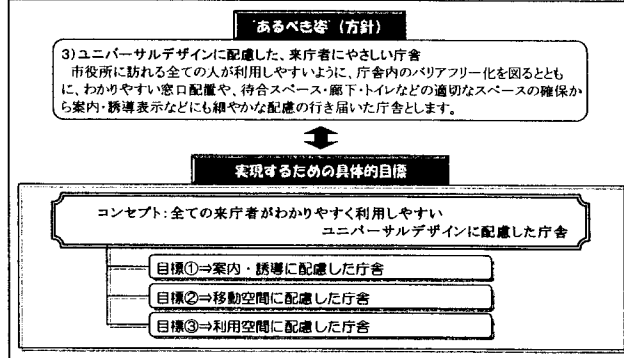 あるべき姿（方針）
3）ユニバーサルデザインに配慮した、来庁者にやさしい庁舎
市役所に訪れる全ての人が利用しやすいように、庁舎内のバリアフリー化を図るととも
に、わかりやすい窓口配置や、待合スペース・廊下・トイレなどの適切なスペースの確保か
ら案内・誘導表示などにも細やかな配慮の行き届いた庁舎とします。
実現するための具体的目標
コンセプト：全ての来庁者がわかりやすく利用しやすい
ユニバーサルデザインに配慮した庁舎
目標①⇒案内・誘導に配慮した庁舎
目標②⇒移動空間に配慮した庁舎
目標③⇒利用空間に配慮した庁舎